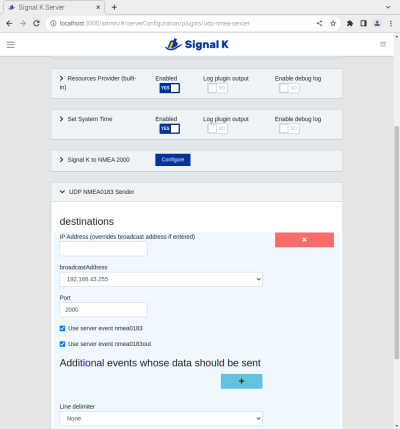 Signal K Server
localhost:3000/admin/#/serverConfiguration/plugins/udp-nmea-sender
Signal K
Resources Provider (built-in)
Enabled
Log plugin output
Enable debug log
YES
NO
NO
Set System Time
Enabled
Log plugin output
Enable debug log
YES
NO
NO
Signal K to NMEA 2000
Configure
UDP NMEA0183 Sender
destinations
IP Address (overrides broadcast address if entered)
broadcastAddress
192.168.43.255
Port
2000
Use server event nmea0183
Use server event nmea0183out
Additional events whose data should be sent
Line delimiter
None